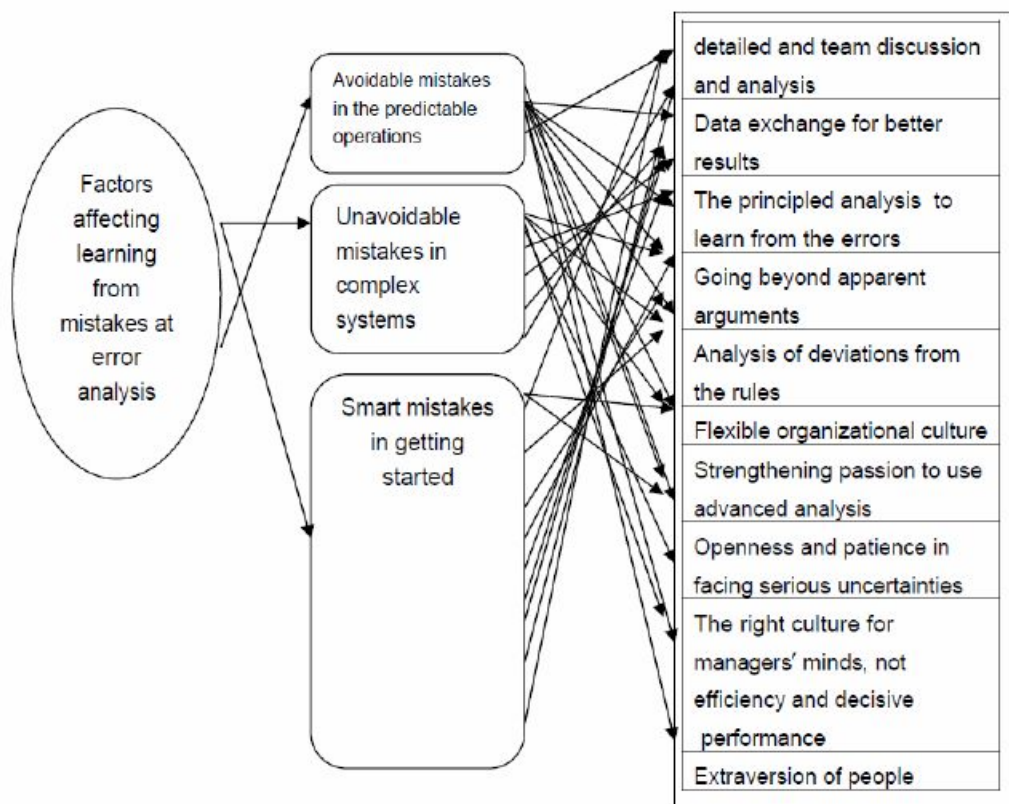 Factors
affecting
learning
from
mistakes at
error
analysis
Avoidable mistakes
in the predictable
operations
Unavoidable
mistakes in
complex
systems
Smart mistakes
in getting
started
detailed and team discussion
and analysis
Data exchange for better
results
The principled analysis to
learn from the errors
Going beyond apparent
arguments
Analysis of deviations from
the rules
Flexible organizational culture
Strengthening passion to use
advanced analysis
Openness and patience in
facing serious uncertainties
The right culture for
managers' minds, not
efficiency and decisive
performance
Extraversion of people